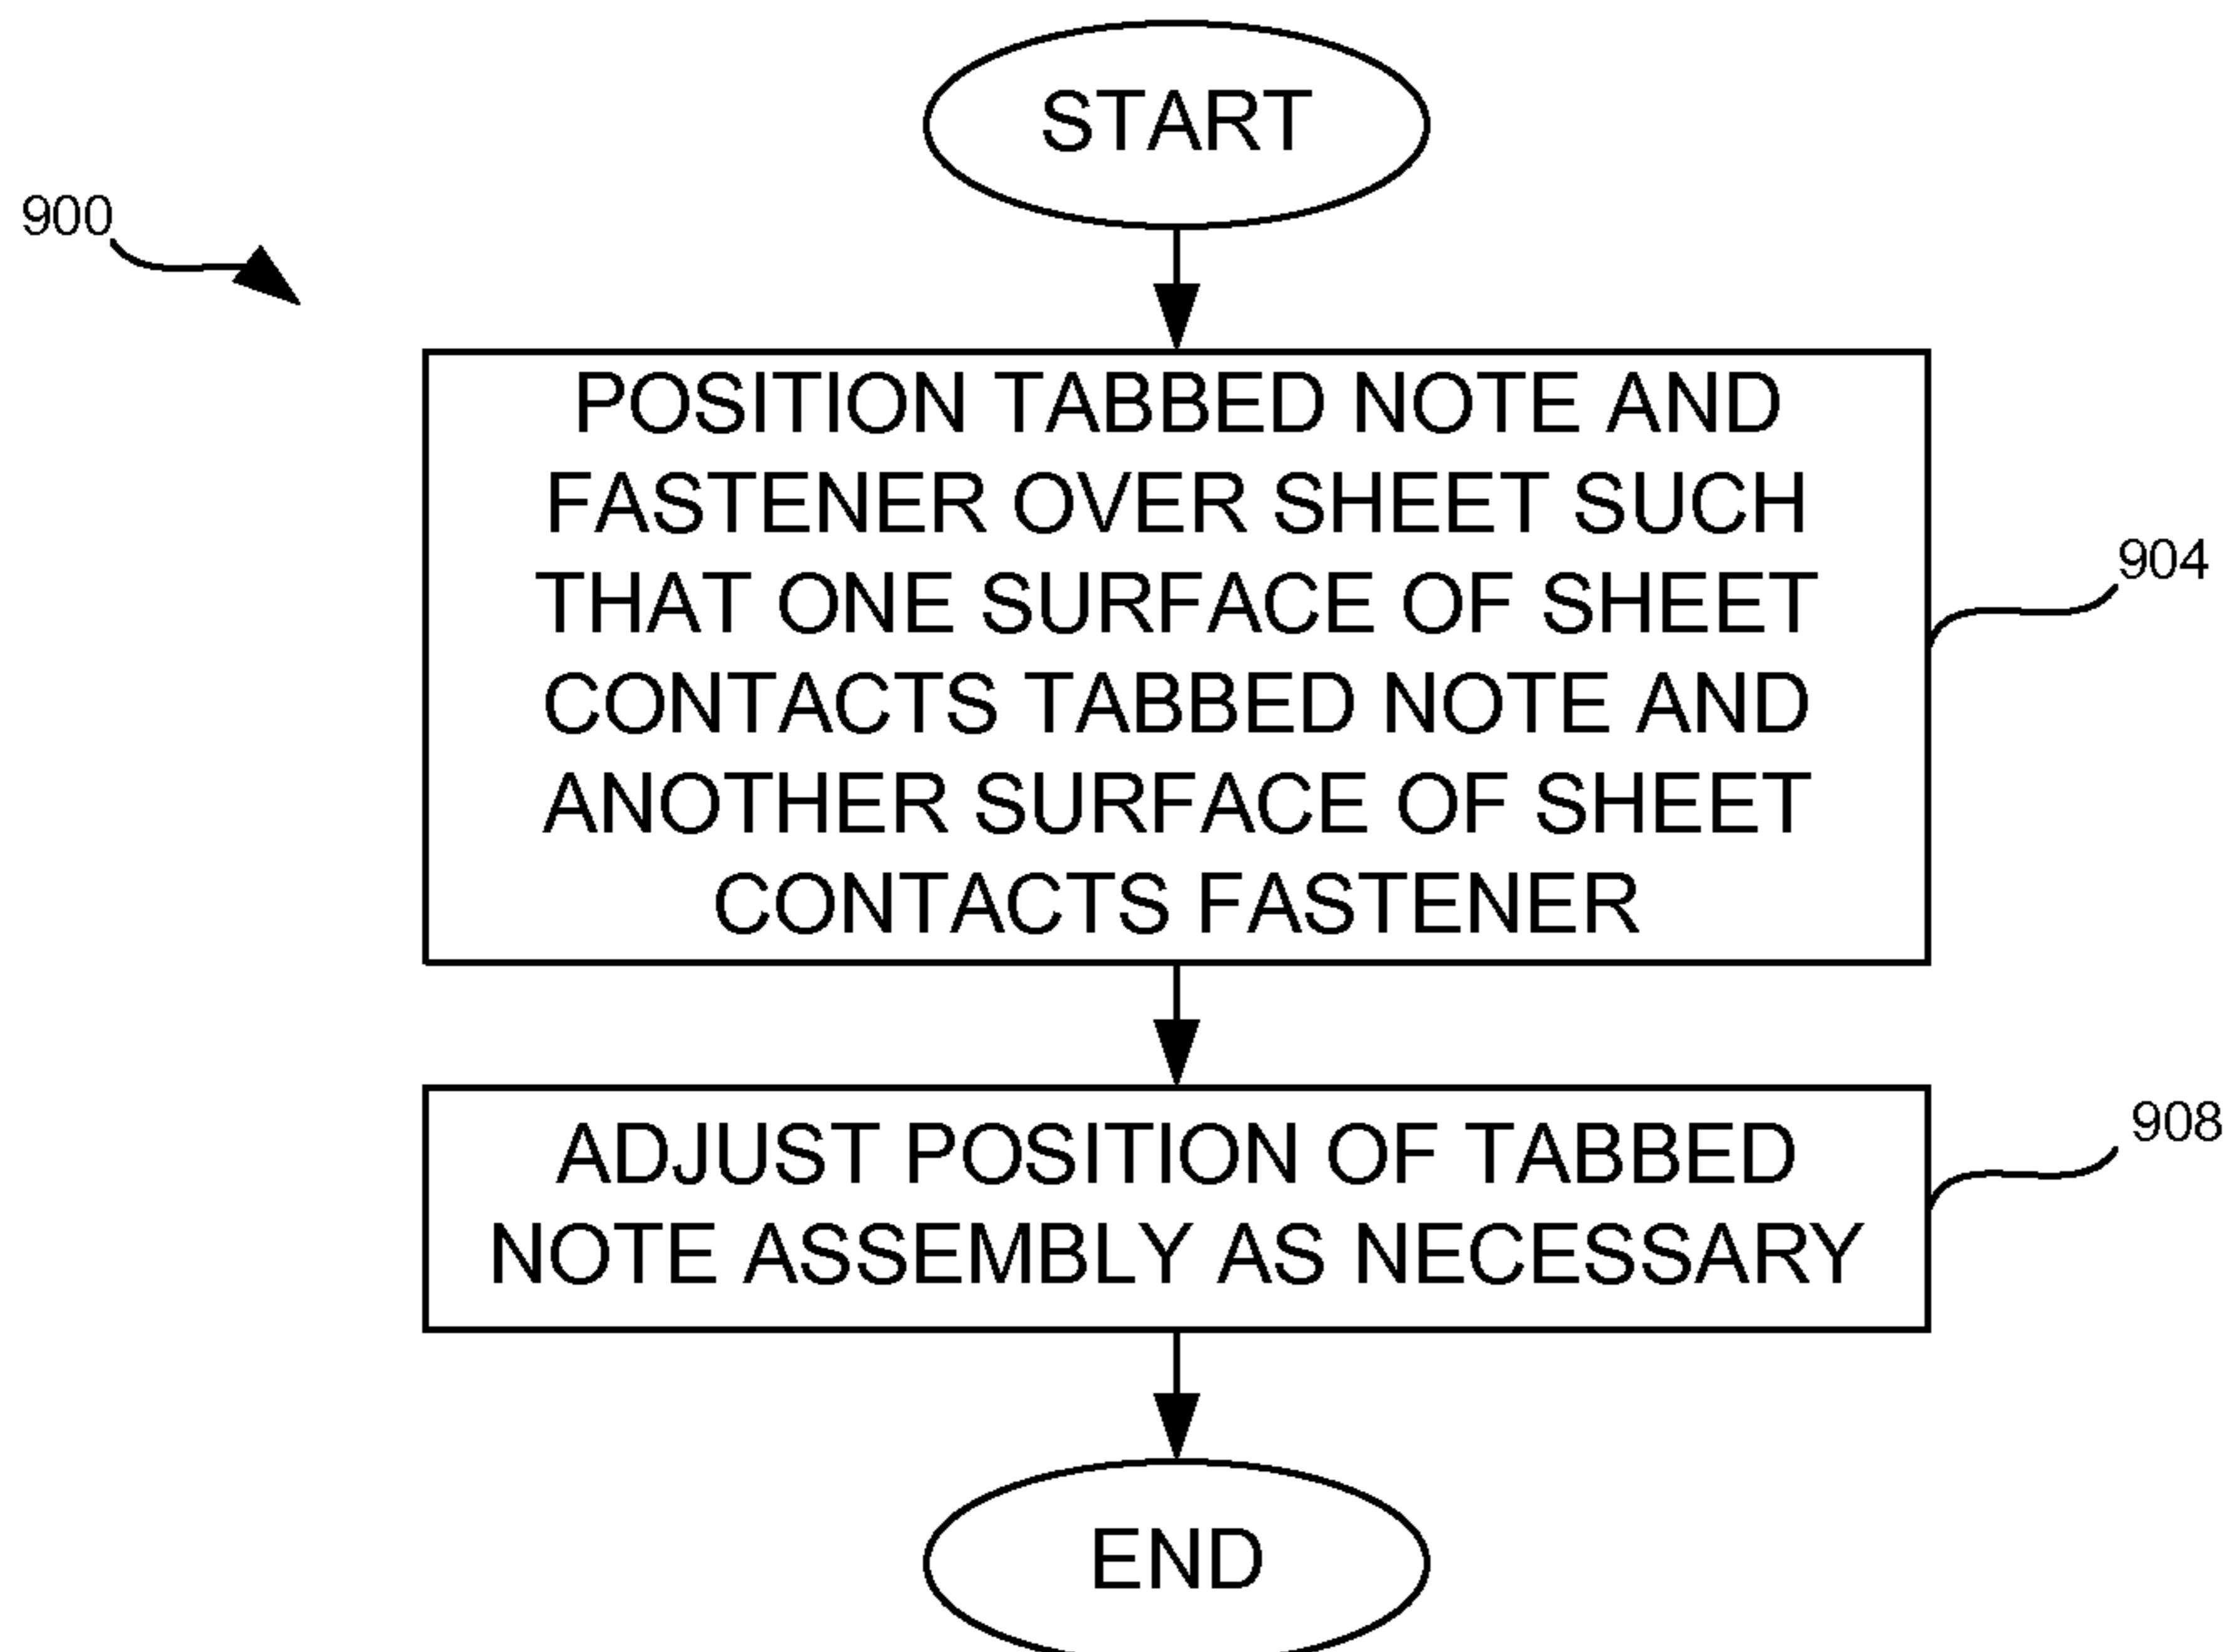 START
900
POSITION TABBED NOTE AND
FASTENER OVER SHEET SUCH
THAT ONE SURFACE OF SHEET
CONTACTS TABBED NOTE AND
ANOTHER SURFACE OF SHEET
CONTACTS FASTENER
904
ADJUST POSITION OF TABBED
NOTE ASSEMBLY AS NECESSARY
908
END